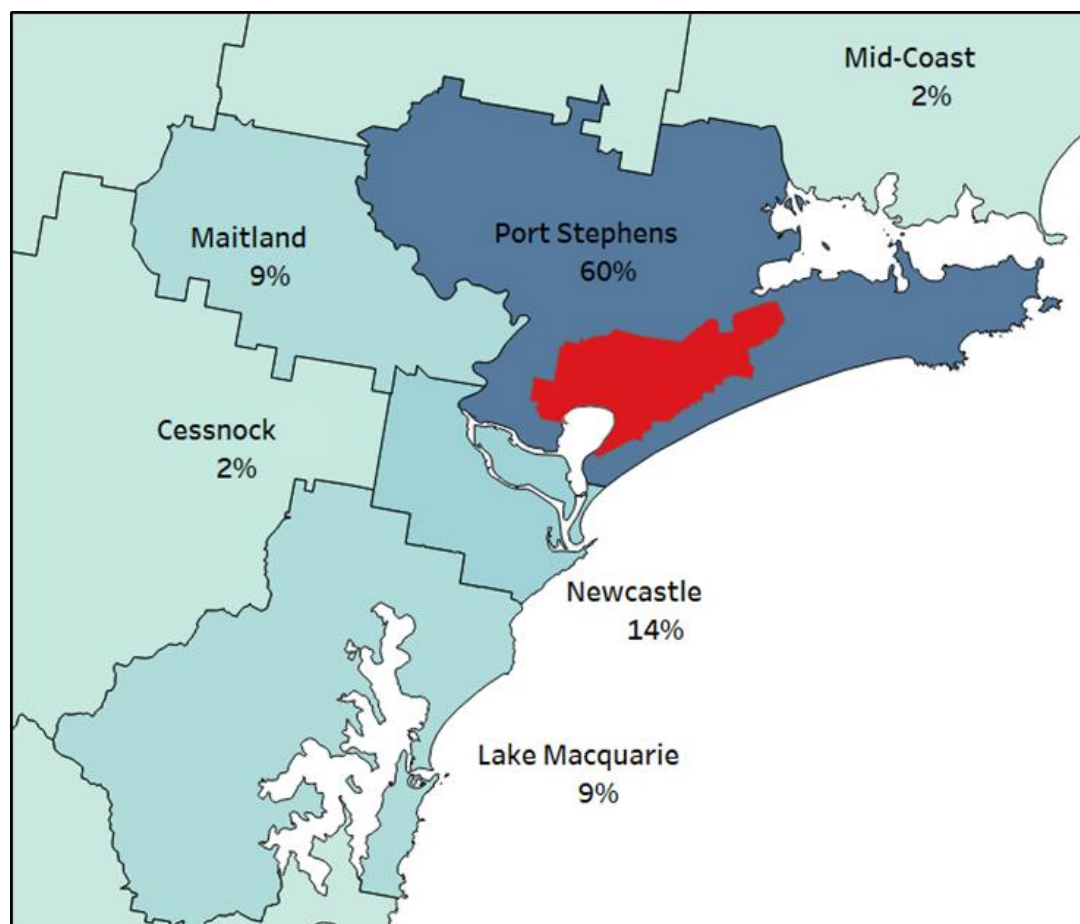 Mid-Coast
2%
Maitland
9%
Port Stephens
60%
Cessnock
2%
Newcastle
14%
Lake Macquarie
9%